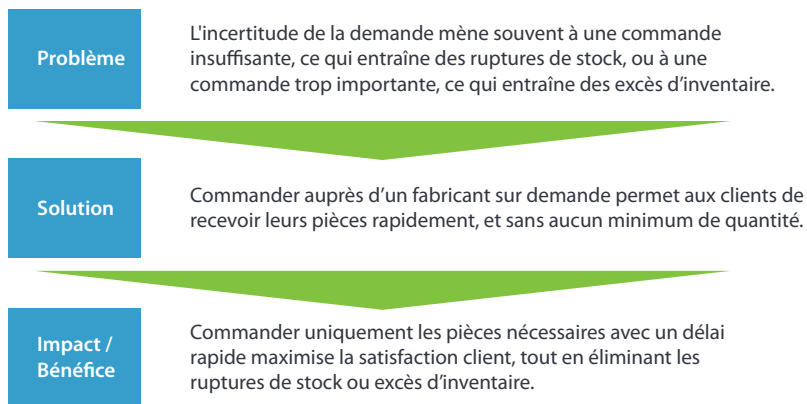 Problème
L'incertitude de la demande mène souvent à une commande
insuffisante, ce qui entraîne des ruptures de stock, ou à une
commande trop importante, ce qui entraîne des excès d’inventaire.
Solution
Commander auprès d’un fabricant sur demande permet aux clients de
recevoir leurs pièces rapidement, et sans aucun minimum de quantité.
Impact /
Bénéfice
Commander uniquement les pièces nécessaires avec un délai
rapide maximise la satisfaction client, tout en éliminant les
ruptures de stock ou excès d’inventaire.